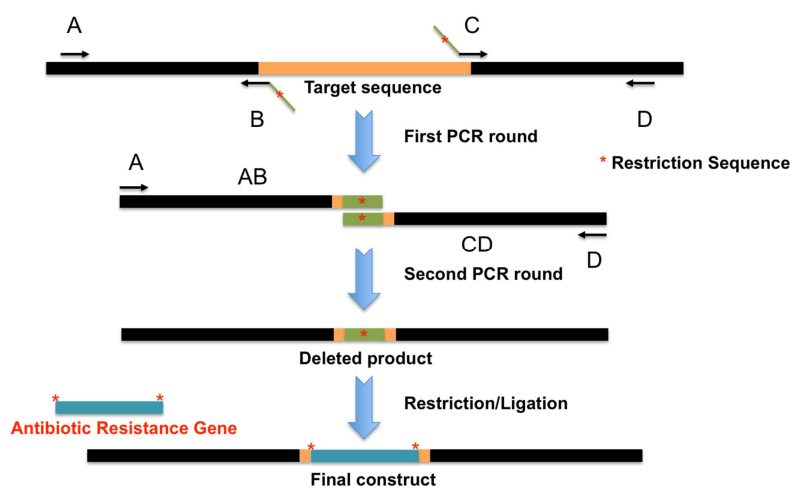 A
C
*
Target sequence
*
B
D
First PCR round
* Restriction Sequence
A
AB
*
*
CD
D
Second PCR round
*
Deleted product
* *
Restriction/Ligation
Antibiotic Resistance Gene
* *
Final construct